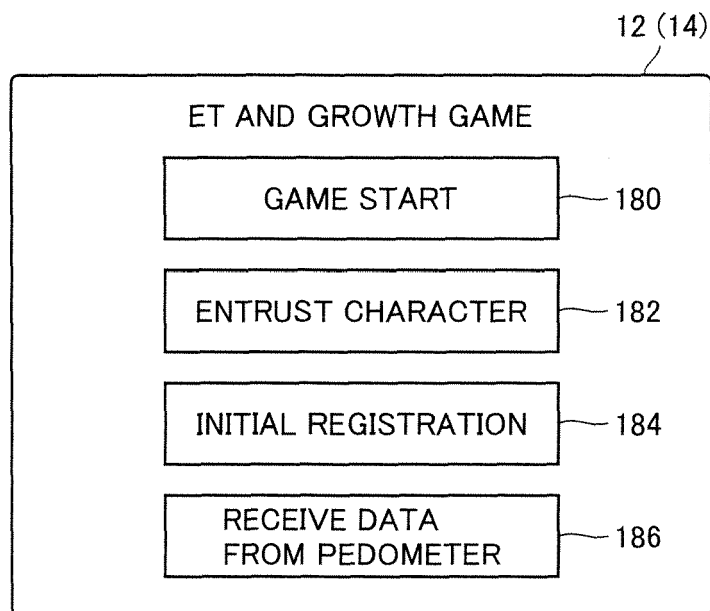 12 (14)
ET AND GROWTH GAME
GAME START
180
ENTRUST CHARACTER
182
INITIAL REGISTRATION
184
RECEIVE DATA
FROM PEDOMETER
186